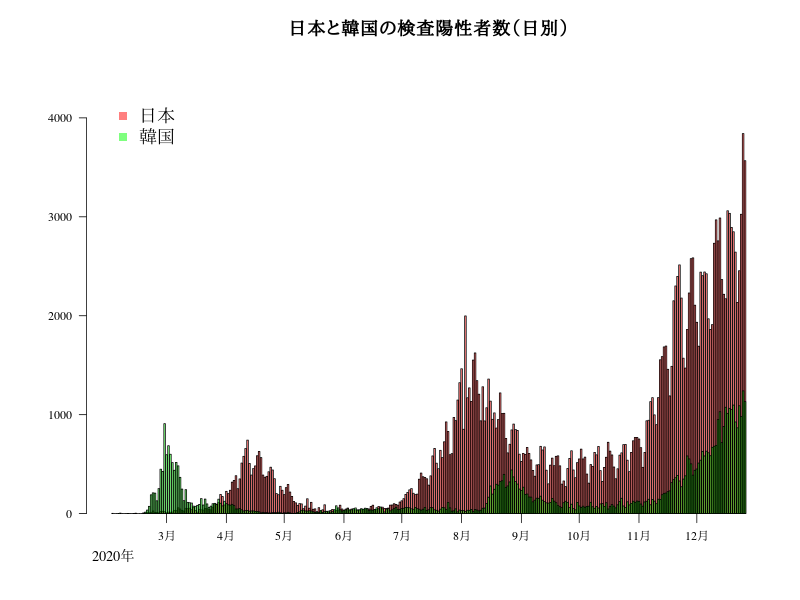 日本と韓国の検査陽性者数（日別）
日本
韓国
4000
3000
2000
1000
0
3月 4月 5月 6月 7月 8月 9月 10月 11月 12月
2020年